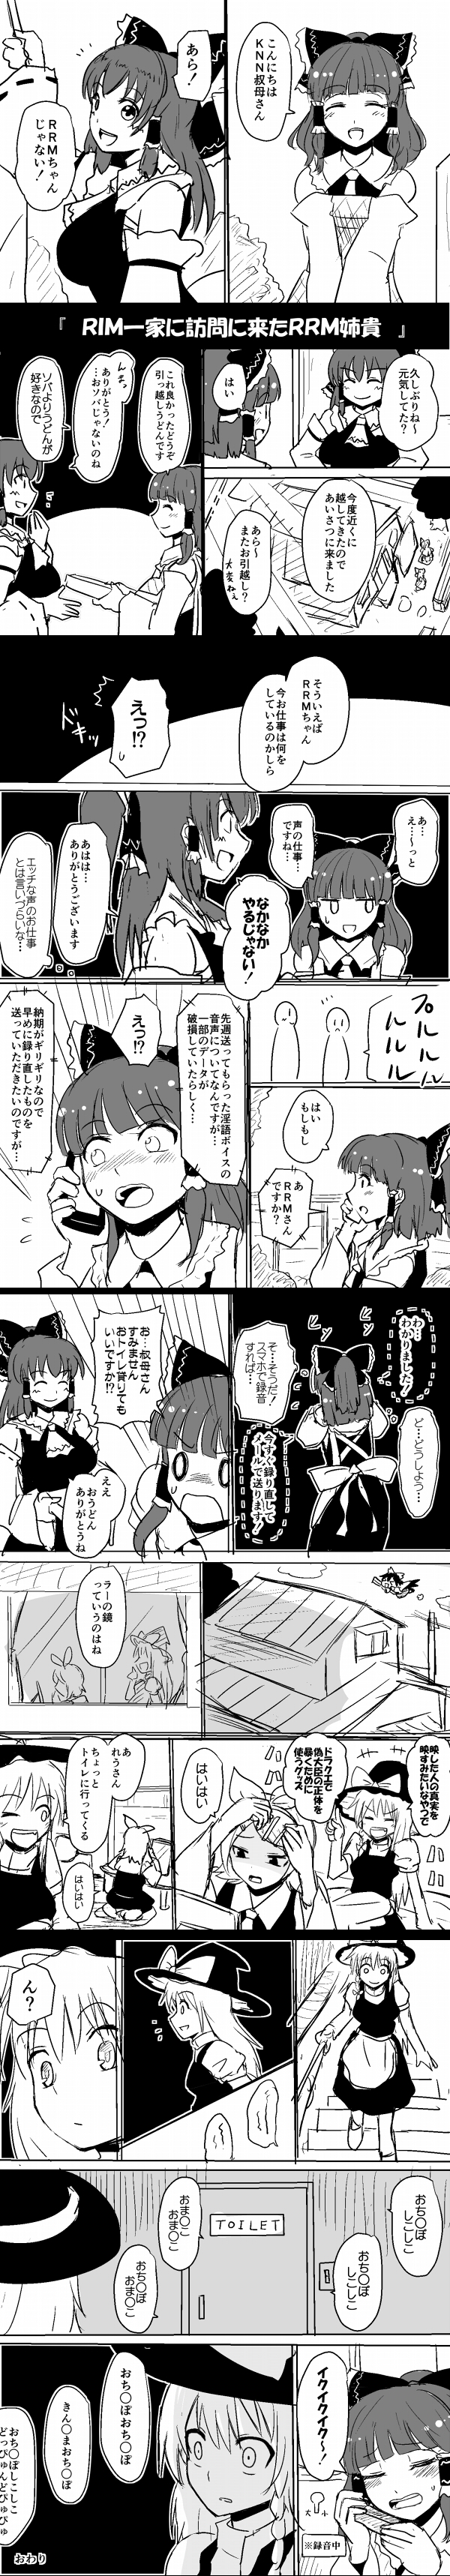 こんにちは
KNN叔母さん
あら！
RRMちゃん
じゃない！
『 RIM一家に訪問に来たRRM姉貴 』
久しぶりね～
元気してた？
はい
今度近くに
越してきたので
あいさつに来ました
あら～
またお引越し？
大変ねぇ
これ良かったどうぞ
引っ越しうどんです
んまっ
ありがとう！
…おソバじゃないのね
ソバよりうどんが
好きなので
そういえば
RRMちゃん
今お仕事は何を
しているのかしら
えっ!?
ドキッ
あ…
え…～っと
声の仕事…
ですね…
なかなか
やるじゃない！
あはは…
ありがとうございます
エッチな声のお仕事
とは言いづらいな…
プルルル
ルルル
はい
もしもし
あ
RRMさん
ですか？
先週送ってもらった淫語ボイスの
音声についてなんですが…
一部のデータが
破損していたらしく…
えっ!?
納期がギリギリなので
早めに録り直したものを
送っていただきたいのですが…
わ…
わかりました！
ど…どうしよう…
そ…そうだ！
スマホで録音
すれば…
今すぐ録り直して
メールで送ります！
お…叔母さん
すみません
おトイレ貸りても
いいですか!?
ええ
おうどん
ありがとうね
ラーの鏡
っていうのはね
映した人の真実を
映すみたいなやつで
ドラクエで
偽大臣の正体を
暴くために
使うグッズ
はいはい
あ
れうさん
ちょっと
トイレに行ってくる
はいはい
ん？
TOILET
おち〇ぽ
しこしこ
おち〇ぽ
しこしこ
おま〇こ
おま〇こ
おち〇ぽ
おま〇こ
イクイクイク～！
大
小
※録音中
おち〇ぽおち〇ぽ
きん〇まおち〇ぽ
おち〇ぽしこしこ
どっぴゅんどぴゅぴゅ
おわり